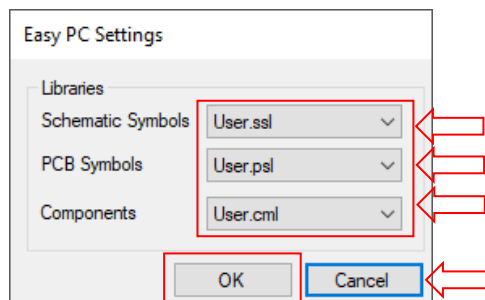 Easy PC Settings
Libraries
Schematic Symbols User.ssl
PCB Symbols User.psl
Components User.cml
OK Cancel